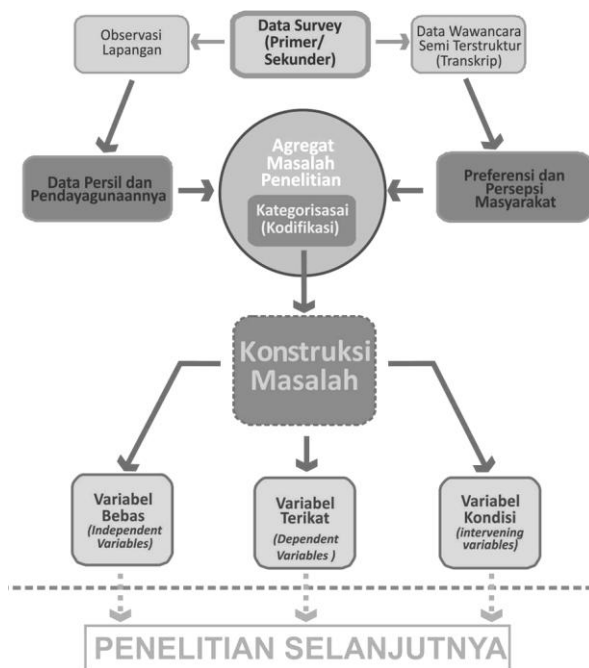 Observasi
Lapangan
Data Survey
(Primer/
Sekunder)
Data Wawancara
Semi Terstruktur
(Transkrip)
Agregat
Masalah
Penelitian
Data Persil dan
Pendayagunaannya
Kategorisasai
(Kodifikasi)
Preferensi dan
Persepsi
Masyarakat
Konstruksi
Masalah
Variabel
Bebas
(Independent
Variables)
Variabel
Terikat
(Dependent
Variables )
Variabel
Kondisi
(intervening
variables)
PENELITIAN SELANJUTNYA